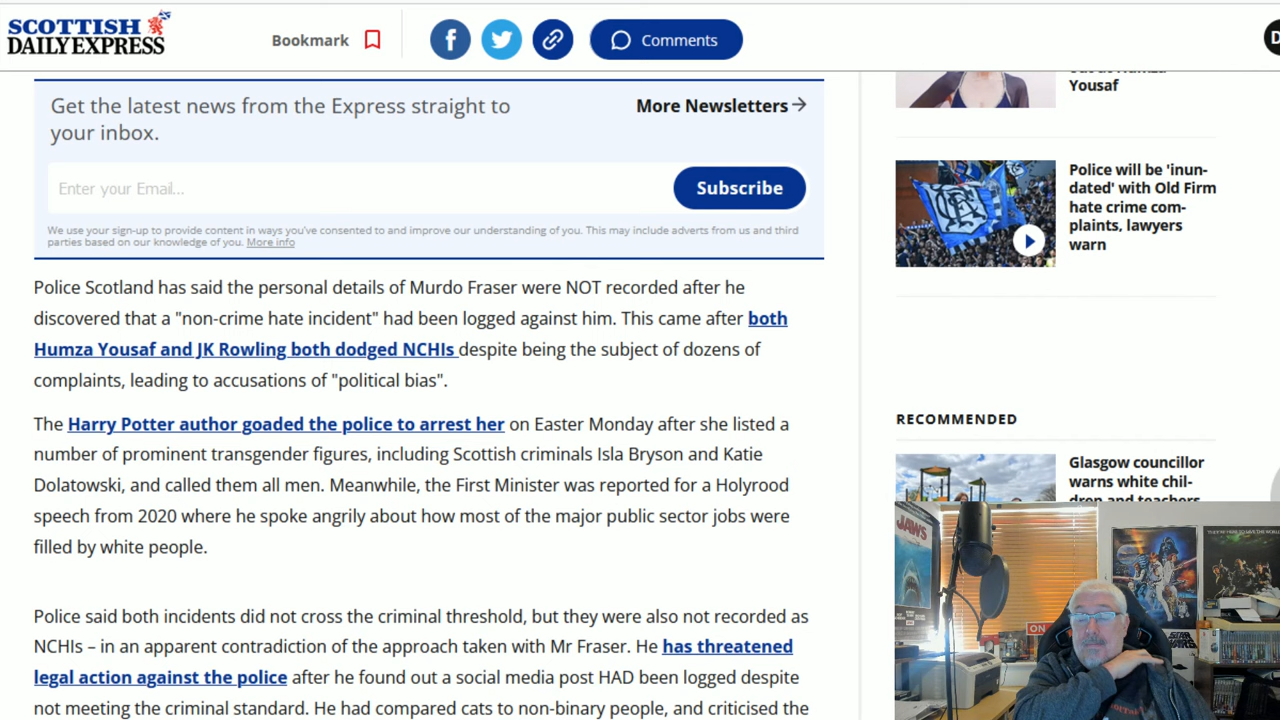 SCOTTISH
DAILY EXPRESS
Bookmark
Comments
D
Get the latest news from the Express straight to
your inbox.
More Newsletters
Enter your Email...
Subscribe
We use your sign-up to provide content in ways you've consented to and improve our understanding of you. This may include adverts from us and third
parties based on our knowledge of you. More info
Police Scotland has said the personal details of Murdo Fraser were NOT recorded after he
discovered that a "non-crime hate incident" had been logged against him. This came after both
Humza Yousaf and JK Rowling both dodged NCHIs despite being the subject of dozens of
complaints, leading to accusations of "political bias".
The Harry Potter author goaded the police to arrest her on Easter Monday after she listed a
number of prominent transgender figures, including Scottish criminals Isla Bryson and Katie
Dolatowski, and called them all men. Meanwhile, the First Minister was reported for a Holyrood
speech from 2020 where he spoke angrily about how most of the major public sector jobs were
filled by white people.
Police said both incidents did not cross the criminal threshold, but they were also not recorded as
NCHIs – in an apparent contradiction of the approach taken with Mr Fraser. He has threatened
legal action against the police after he found out a social media post HAD been logged despite
not meeting the criminal standard. He had compared cats to non-binary people, and criticised the
Yousaf
Police will be 'inun-
dated' with Old Firm
hate crime com-
plaints, lawyers
warn
RECOMMENDED
Glasgow councillor
warns white chil-
dren and teachers
JAWS
ON
STAR
WARS